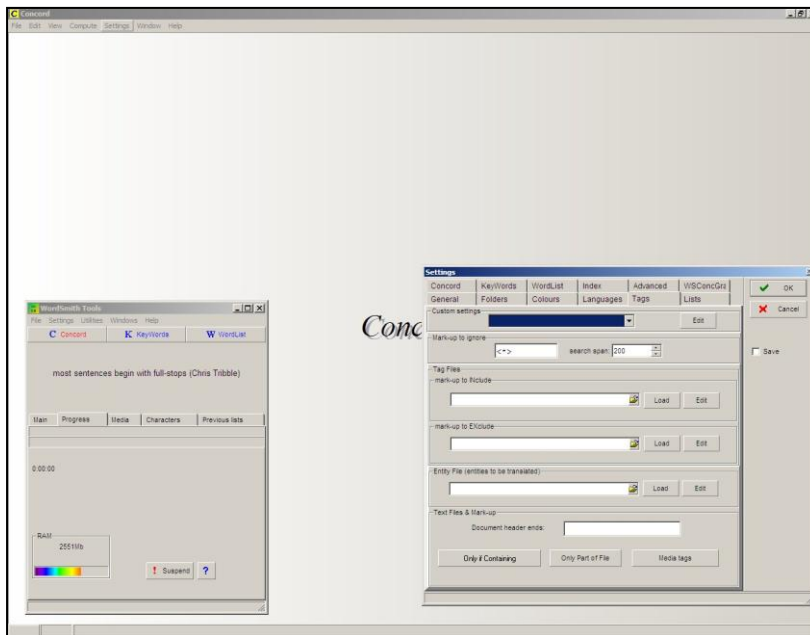 Concord
File Edit View Compute Settings Window Help
Conc
WordSmith Tools
File Settings Utilities Windows Help
C Concord K KeyWords W WordList
most sentences begin with full-stops (Chris Tribble)
Main Progress Media Characters Previous lists
0:00:00
RAM
2551Mb
! Suspend ?
Settings
Concord KeyWords WordList Index Advanced WSConcGra
General Folders Colours Languages Tags Lists
OK
Cancel
Save
Custom settings
Edit
Mark-up to ignore
<*> search span: 200
Tag Files
mark-up to INclude
Load Edit
mark-up to EXclude
Load Edit
Entity File (entities to be translated)
Load Edit
Text Files & Mark-up
Document header ends:
Only if Containing Only Part of File Media tags